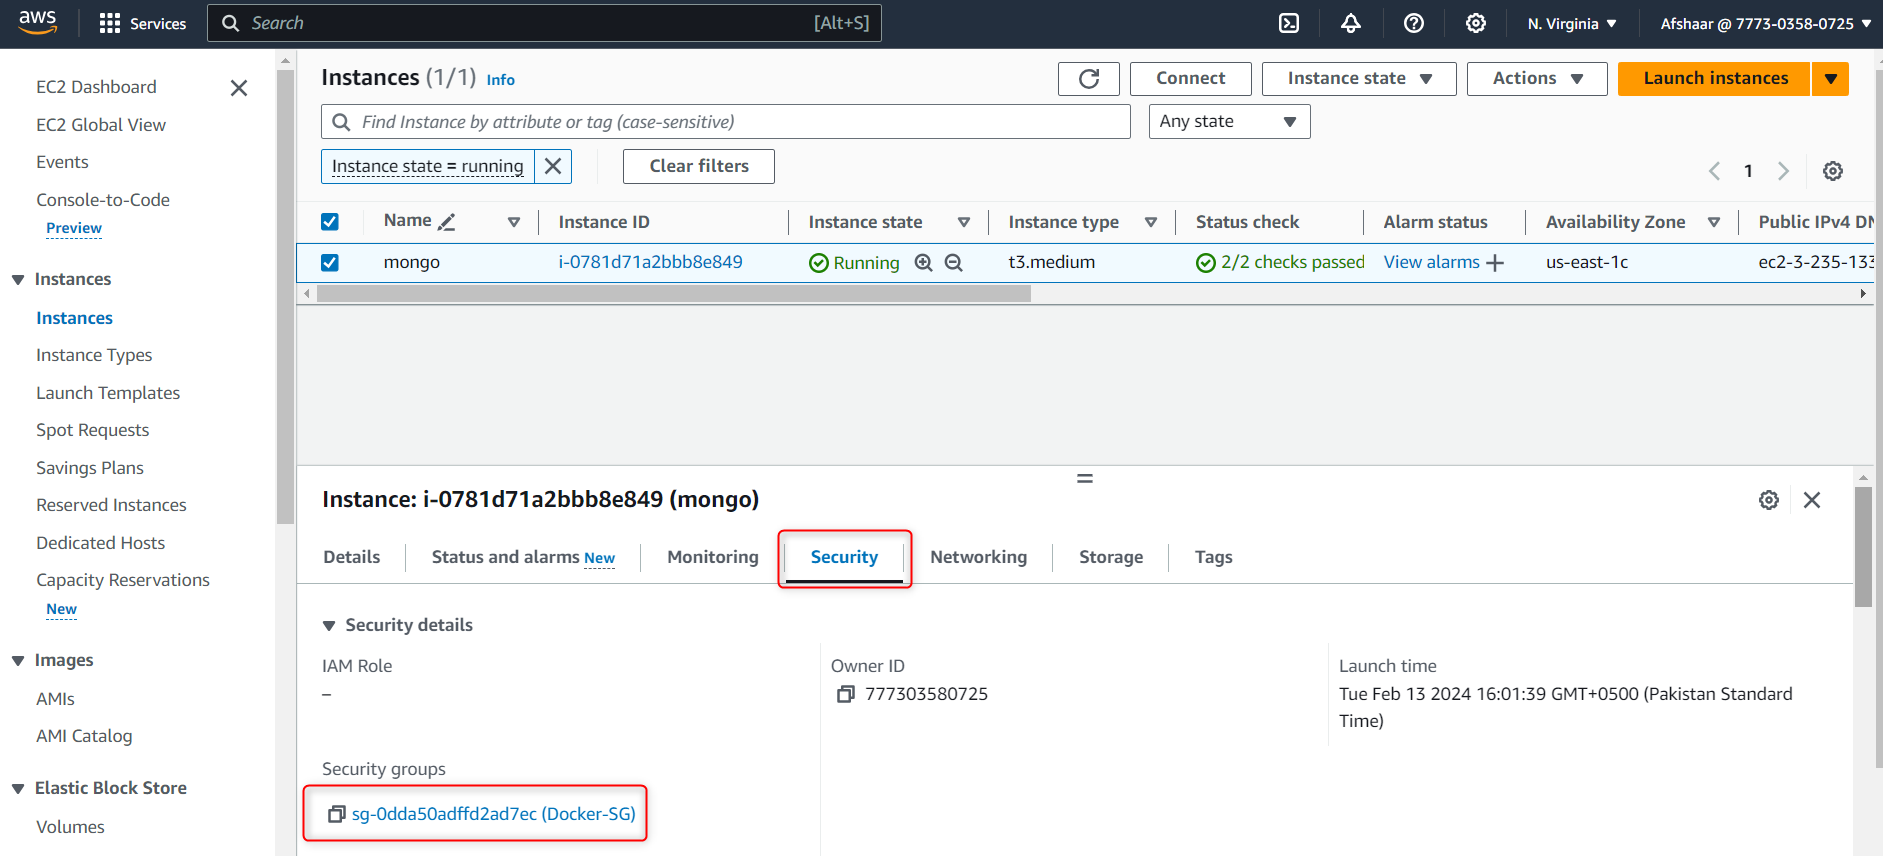 aws Services Search [Alt+S] N. Virginia Afshaar @ 7773-0358-0725
EC2 Dashboard
EC2 Global View
Events
Console-to-Code
Preview
Instances
Instances
Instance Types
Launch Templates
Spot Requests
Savings Plans
Reserved Instances
Dedicated Hosts
Capacity Reservations
New
Images
AMIs
AMI Catalog
Elastic Block Store
Volumes
Instances (1/1) Info Connect Instance state Actions Launch instances
Find Instance by attribute or tag (case-sensitive) Any state
Instance state = running Clear filters 1
Name Instance ID Instance state Instance type Status check Alarm status Availability Zone Public IPv4 DN
mongo i-0781d71a2bbb8e849 Running t3.medium 2/2 checks passed View alarms us-east-1c ec2-3-235-133
Instance: i-0781d71a2bbb8e849 (mongo)
Details Status and alarms New Monitoring Security Networking Storage Tags
Security details
IAM Role Owner ID Launch time
– 777303580725 Tue Feb 13 2024 16:01:39 GMT+0500 (Pakistan Standard
Time)
Security groups
sg-0dda50adffd2ad7ec (Docker-SG)